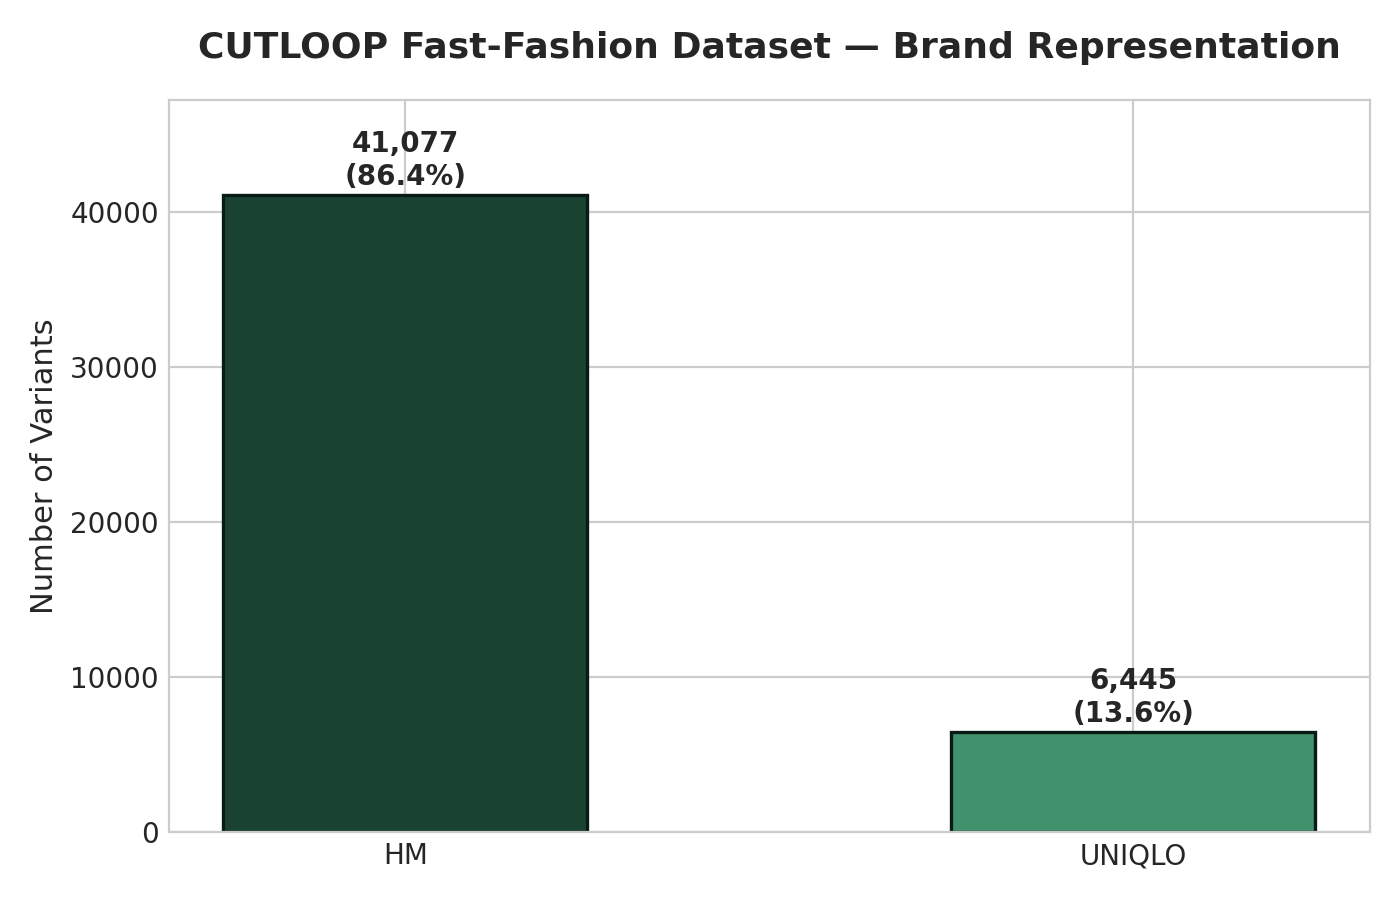 CUTLOOP Fast-Fashion Dataset — Brand Representation
Number of Variants
40000
30000
20000
10000
0
41,077
(86.4%)
6,445
(13.6%)
HM
UNIQLO